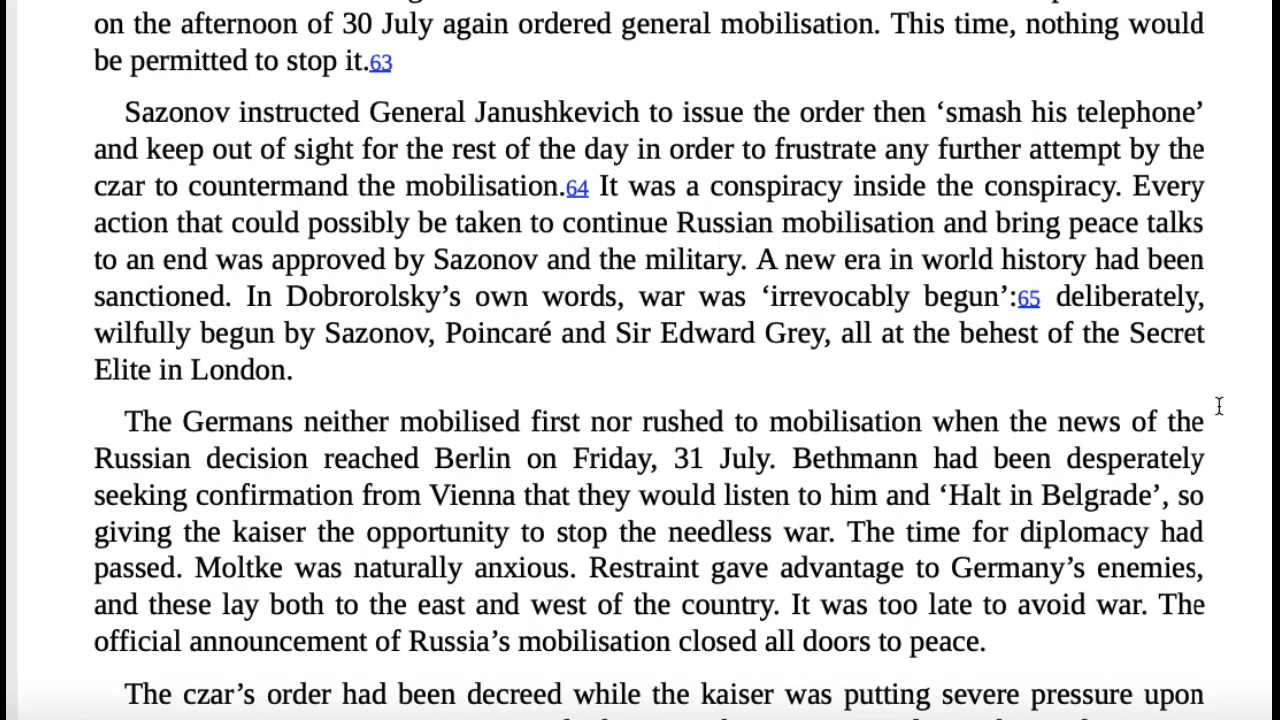 on the afternoon of 30 July again ordered general mobilisation. This time, nothing would
be permitted to stop it.63
Sazonov instructed General Janushkevich to issue the order then ‘smash his telephone’
and keep out of sight for the rest of the day in order to frustrate any further attempt by the
czar to countermand the mobilisation.64 It was a conspiracy inside the conspiracy. Every
action that could possibly be taken to continue Russian mobilisation and bring peace talks
to an end was approved by Sazonov and the military. A new era in world history had been
sanctioned. In Dobrorolsky’s own words, war was ‘irrevocably begun’:65 deliberately,
wilfully begun by Sazonov, Poincaré and Sir Edward Grey, all at the behest of the Secret
Elite in London.
The Germans neither mobilised first nor rushed to mobilisation when the news of the
Russian decision reached Berlin on Friday, 31 July. Bethmann had been desperately
seeking confirmation from Vienna that they would listen to him and ‘Halt in Belgrade’, so
giving the kaiser the opportunity to stop the needless war. The time for diplomacy had
passed. Moltke was naturally anxious. Restraint gave advantage to Germany’s enemies,
and these lay both to the east and west of the country. It was too late to avoid war. The
official announcement of Russia’s mobilisation closed all doors to peace.
The czar’s order had been decreed while the kaiser was putting severe pressure upon